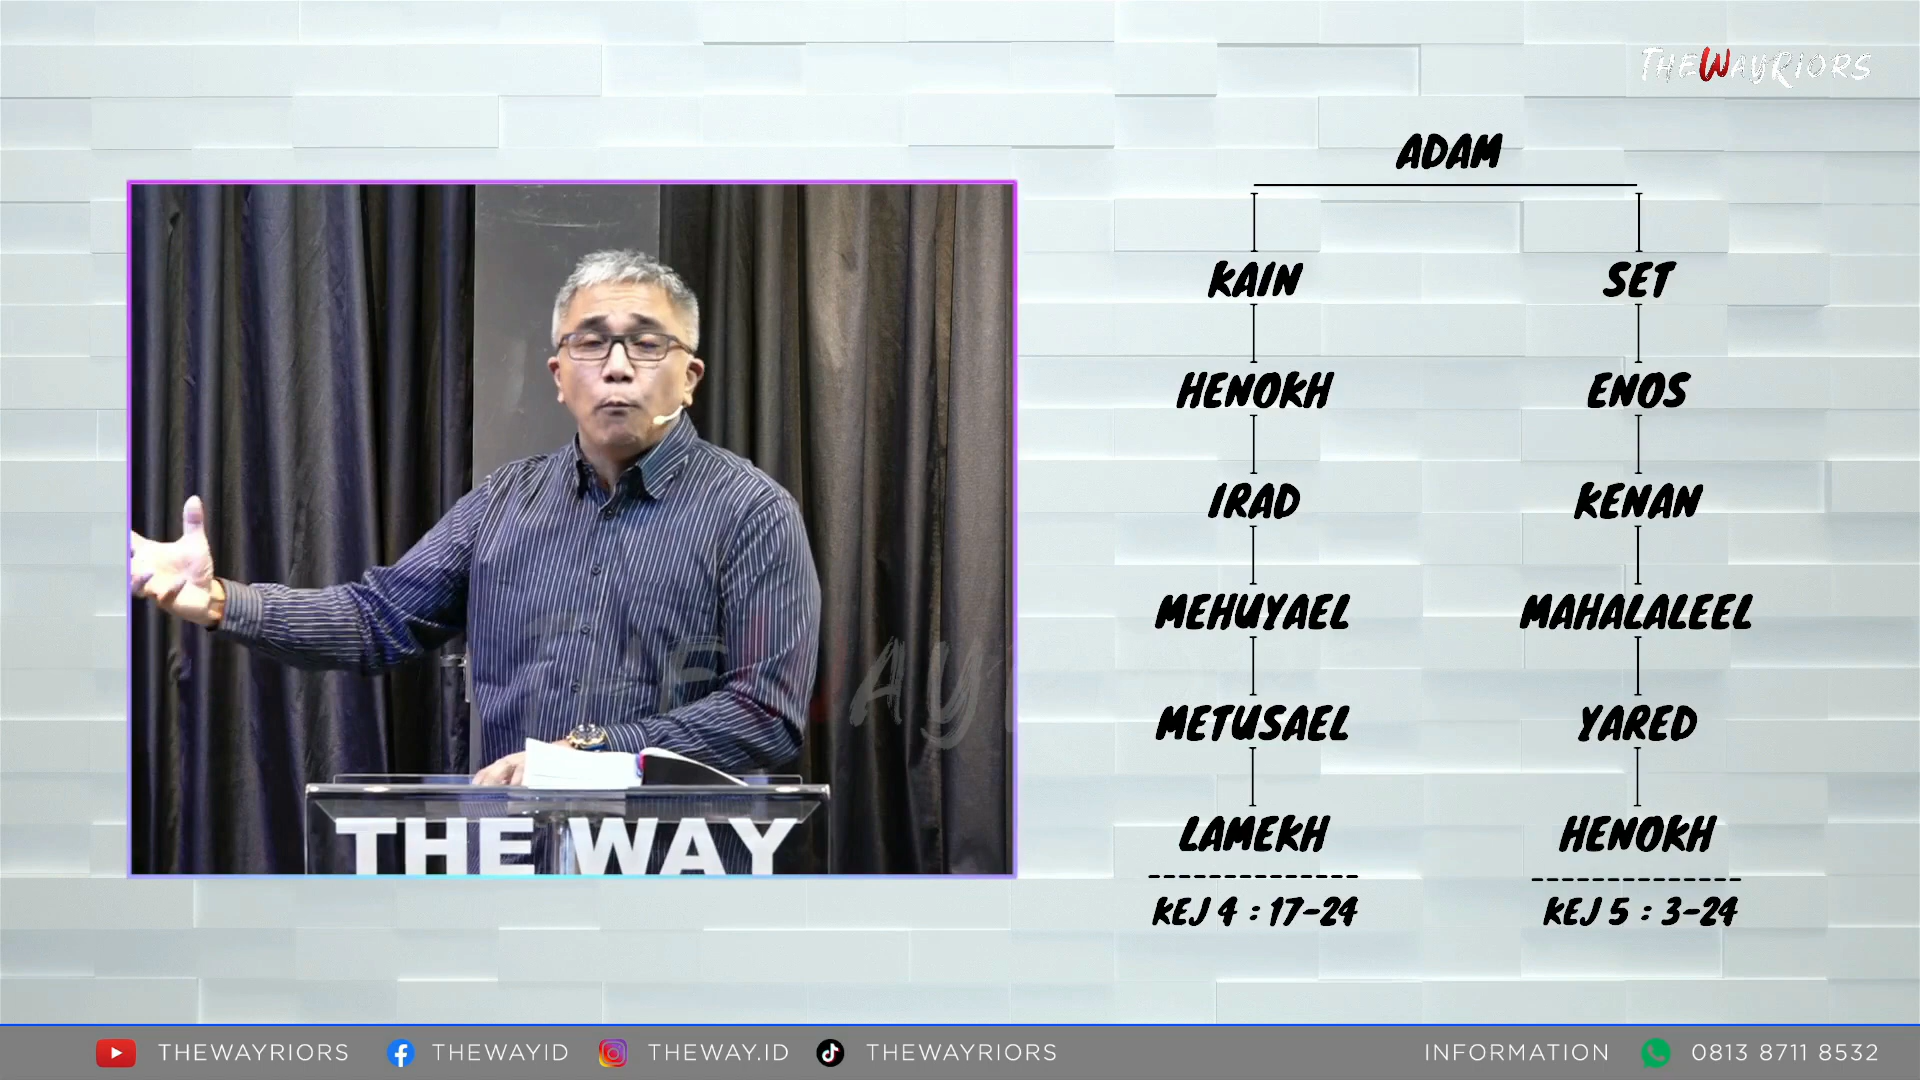 THEWAYRIORS
ADAM
KAIN SET
HENOKH ENOS
IRAD KENAN
MEHUYAEL MAHALALEEL
METUSAEL YARED
LAMEKH HENOKH
KEJ 4 : 17-24 KEJ 5 : 3-24
THE WAY
THEWAYRIORS THEWAYID THEWAY.ID THEWAYRIORS INFORMATION 0813 8711 8532